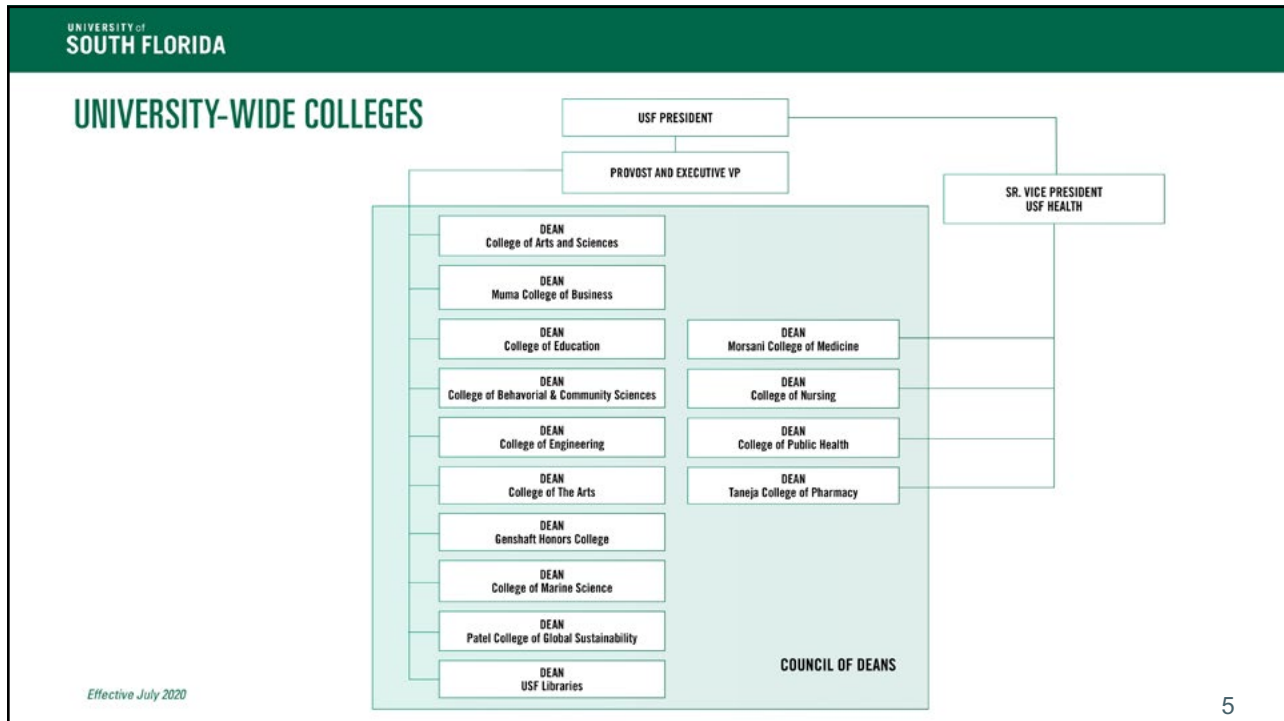 UNIVERSITY of
SOUTH FLORIDA
UNIVERSITY-WIDE COLLEGES
USF PRESIDENT
PROVOST AND EXECUTIVE VP
SR. VICE PRESIDENT
USF HEALTH
DEAN
College of Arts and Sciences
DEAN
Muma College of Business
DEAN
College of Education
DEAN
College of Behavorial & Community Sciences
DEAN
College of Engineering
DEAN
College of The Arts
DEAN
Genshaft Honors College
DEAN
College of Marine Science
DEAN
Patel College of Global Sustainability
DEAN
USF Libraries
DEAN
Morsani College of Medicine
DEAN
College of Nursing
DEAN
College of Public Health
DEAN
Taneja College of Pharmacy
COUNCIL OF DEANS
Effective July 2020
5